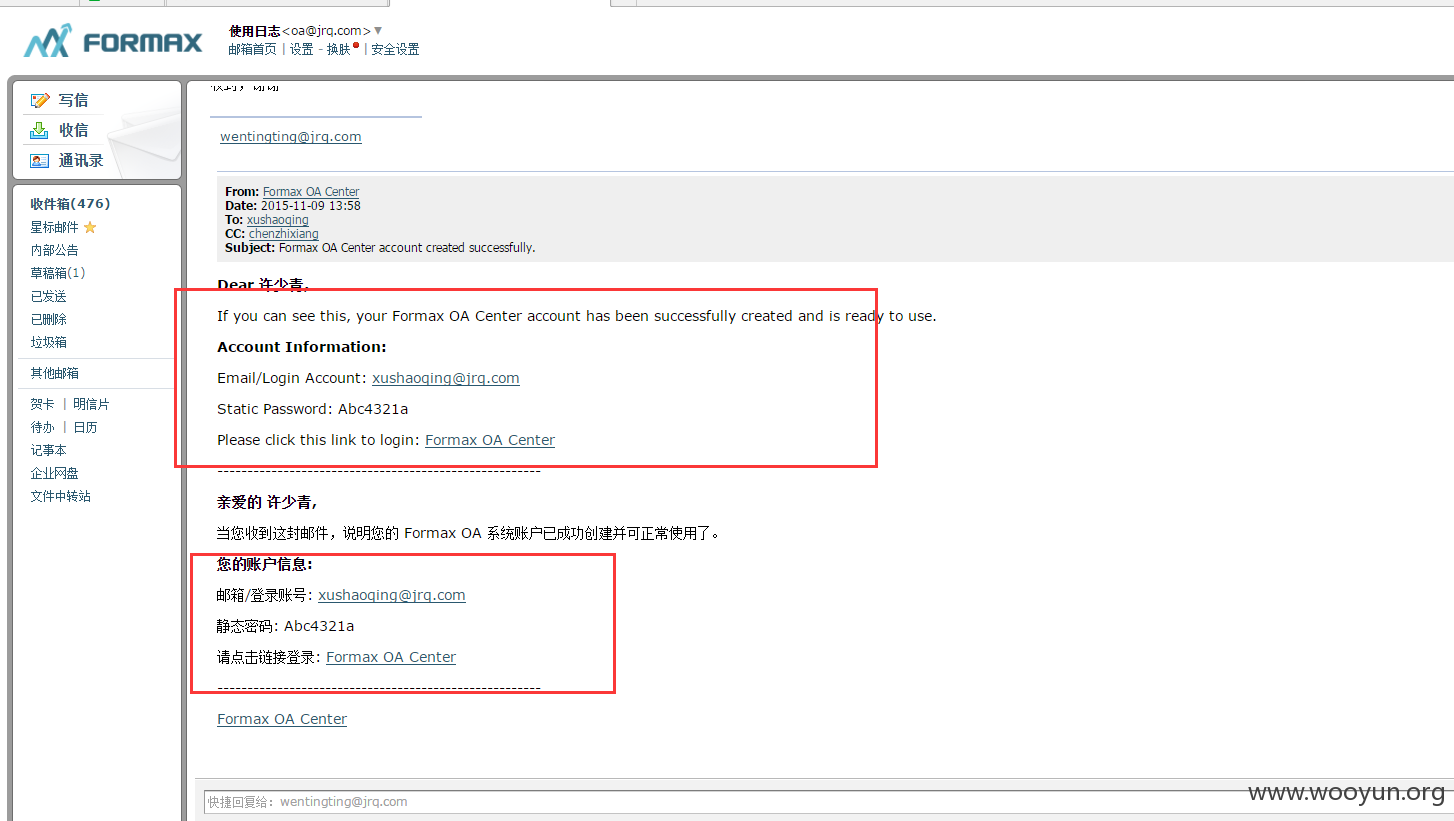 FORMAX
使用日志<oa@jrq.com>
邮箱首页 | 设置 - 换肤 | 安全设置
写信
收信
通讯录
收件箱(476)
星标邮件
内部公告
草稿箱(1)
已发送
已删除
垃圾箱
其他邮箱
贺卡 | 明信片
待办 | 日历
记事本
企业网盘
文件中转站
收到，谢谢
wentingting@jrq.com
From: Formax OA Center
Date: 2015-11-09 13:58
To: xushaoqing
CC: chenzhixiang
Subject: Formax OA Center account created successfully.
Dear 许少青,
If you can see this, your Formax OA Center account has been successfully created and is ready to use.
Account Information:
Email/Login Account: xushaoqing@jrq.com
Static Password: Abc4321a
Please click this link to login: Formax OA Center
------------------------------------------------------
亲爱的 许少青,
当您收到这封邮件，说明您的 Formax OA 系统账户已成功创建并可正常使用了。
您的账户信息:
邮箱/登录账号: xushaoqing@jrq.com
静态密码: Abc4321a
请点击链接登录: Formax OA Center
------------------------------------------------------
Formax OA Center
快捷回复给：wentingting@jrq.com
www.wooyun.org